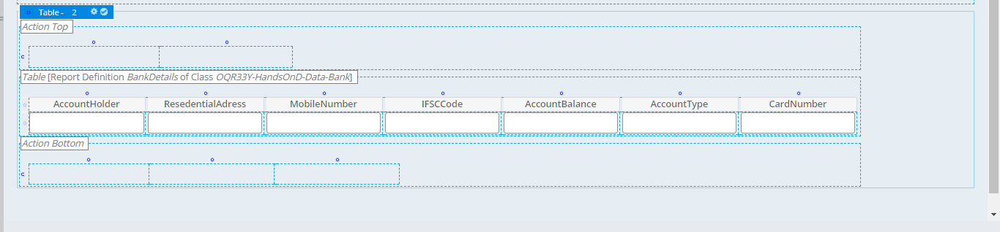 Table - 2
Action Top
Table [Report Definition BankDetails of Class OQR33Y-HandsOnD-Data-Bank]
AccountHolder ResedentialAdress MobileNumber IFSCCode AccountBalance AccountType CardNumber
Action Bottom